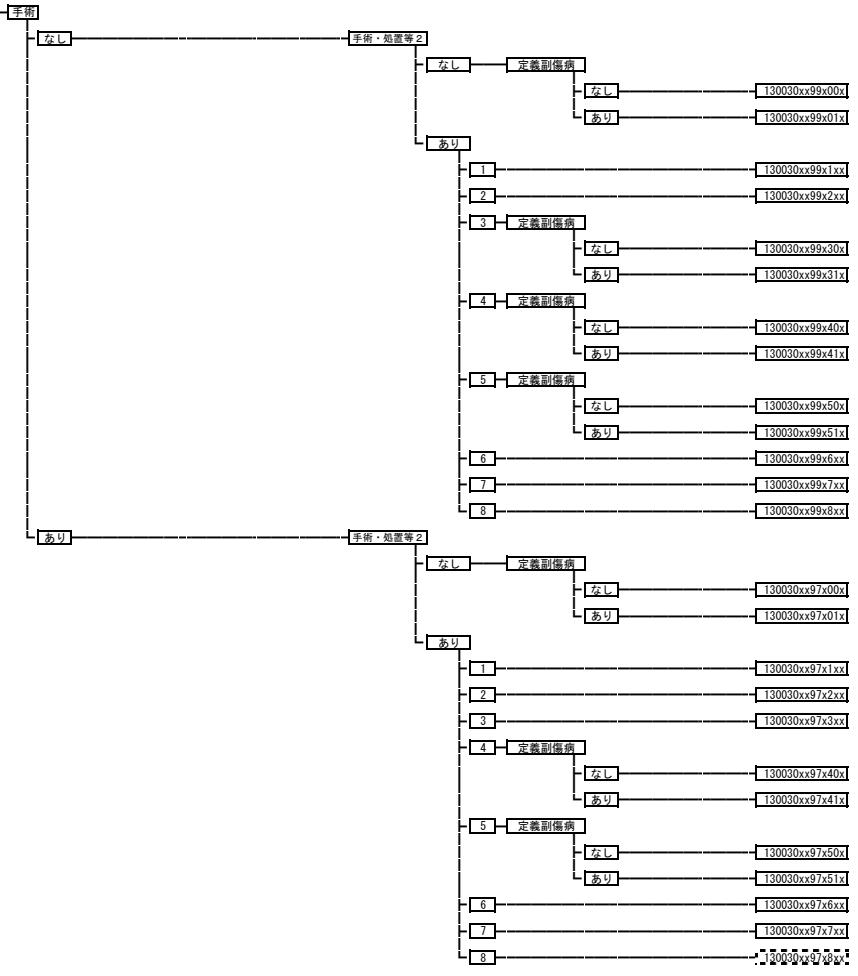 手術
なし 手術・処置等2
なし 定義副傷病
なし 130030xx99x00x
あり 130030xx99x01x
あり
1 130030xx99x1xx
2 130030xx99x2xx
3 定義副傷病
なし 130030xx99x30x
あり 130030xx99x31x
4 定義副傷病
なし 130030xx99x40x
あり 130030xx99x41x
5 定義副傷病
なし 130030xx99x50x
あり 130030xx99x51x
6 130030xx99x6xx
7 130030xx99x7xx
8 130030xx99x8xx
あり 手術・処置等2
なし 定義副傷病
なし 130030xx97x00x
あり 130030xx97x01x
あり
1 130030xx97x1xx
2 130030xx97x2xx
3 130030xx97x3xx
4 定義副傷病
なし 130030xx97x40x
あり 130030xx97x41x
5 定義副傷病
なし 130030xx97x50x
あり 130030xx97x51x
6 130030xx97x6xx
7 130030xx97x7xx
8 130030xx97x8xx